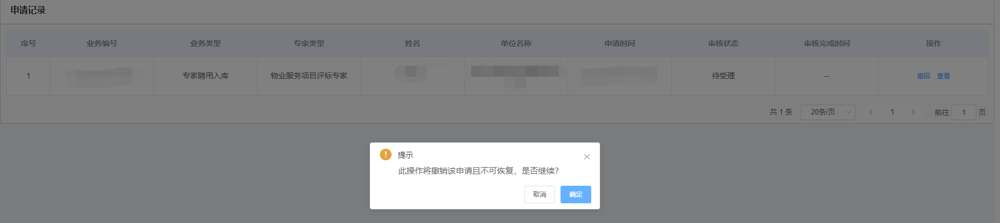 申请记录
序号 业务编号 业务类型 专家类型 姓名 单位名称 申请时间 审核状态 审核完成时间 操作
1 专家聘用入库 物业服务项目评标专家 待受理 -- 撤回 查看
共 1 条 20条/页 1 前往 1 页
提示
此操作将撤销该申请且不可恢复，是否继续?
取消 确定